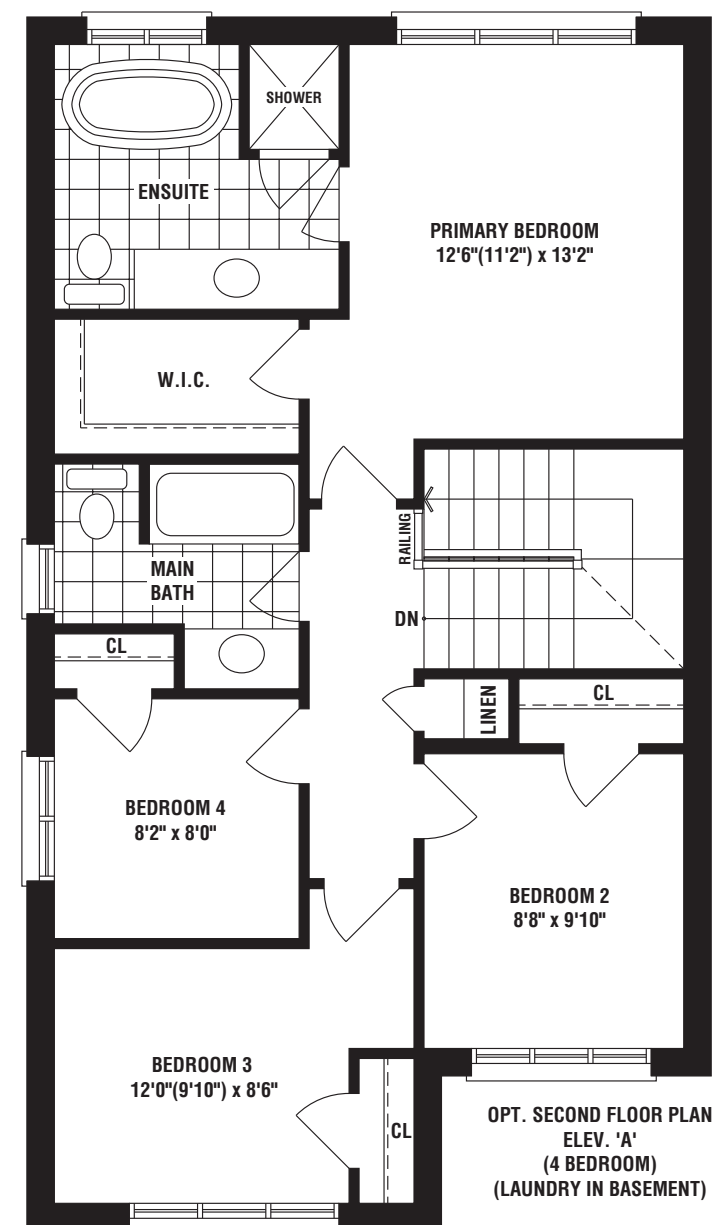 SHOWER
ENSUITE
PRIMARY BEDROOM
12'6"(11'2") x 13'2"
W.I.C.
RAILING
MAIN
BATH
DN
CL
LINEN
CL
BEDROOM 4
8'2" x 8'0"
BEDROOM 2
8'8" x 9'10"
BEDROOM 3
12'0"(9'10") x 8'6"
CL
OPT. SECOND FLOOR PLAN
ELEV. 'A'
(4 BEDROOM)
(LAUNDRY IN BASEMENT)